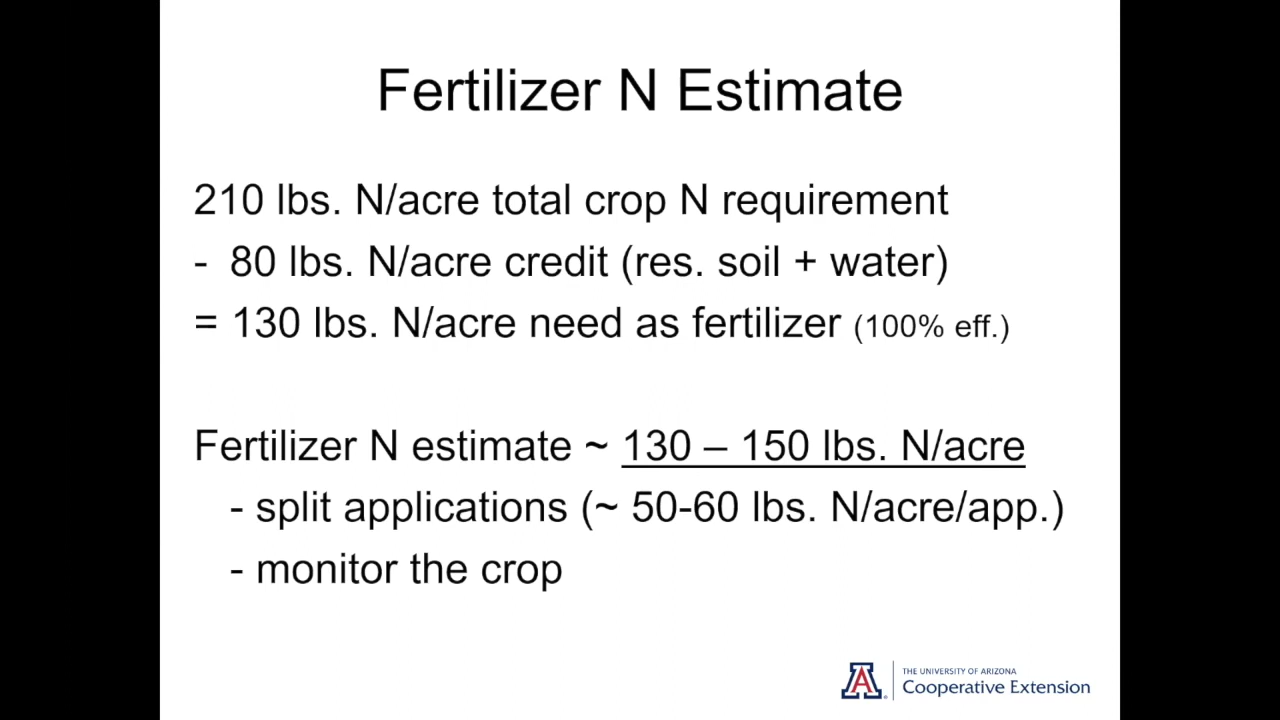 Fertilizer N Estimate
210 lbs. N/acre total crop N requirement
- 80 lbs. N/acre credit (res. soil + water)
= 130 lbs. N/acre need as fertilizer (100% eff.)
Fertilizer N estimate ~ 130 – 150 lbs. N/acre
- split applications (~ 50-60 lbs. N/acre/app.)
- monitor the crop
A
THE UNIVERSITY OF ARIZONA
Cooperative Extension